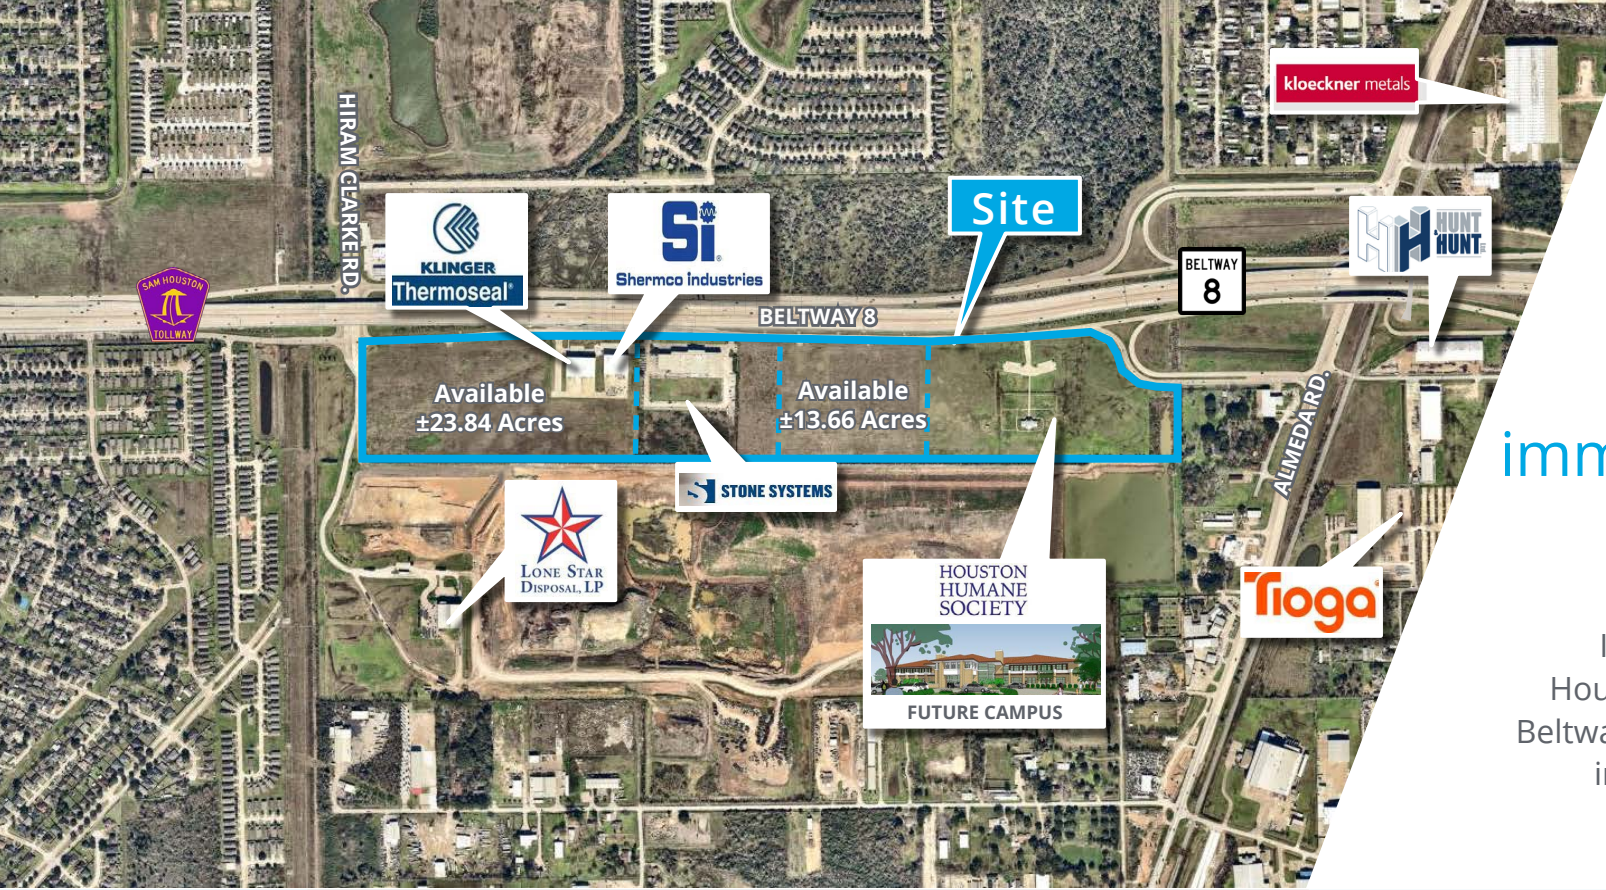 kloeckner metals
HIRAM CLARKE RD.
Site
KLINGER
Thermoseal®
Si®
Shermco industries
HUNT
& HUNT
BELTWAY
8
SAM HOUSTON
TOLLWAY
BELTWAY 8
Available
±23.84 Acres
Available
±13.66 Acres
ALMEDA RD.
STONE SYSTEMS
LONE STAR
DISPOSAL, LP
HOUSTON
HUMANE
SOCIETY
FUTURE CAMPUS
Tioga
imm
Hou
Beltwa